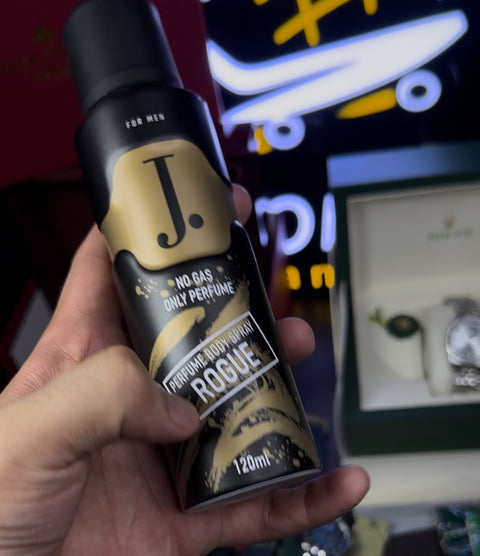 FOR MEN
J.
NO GAS
ONLY PERFUME
PERFUME BODY SPRAY
ROGUE
120ml